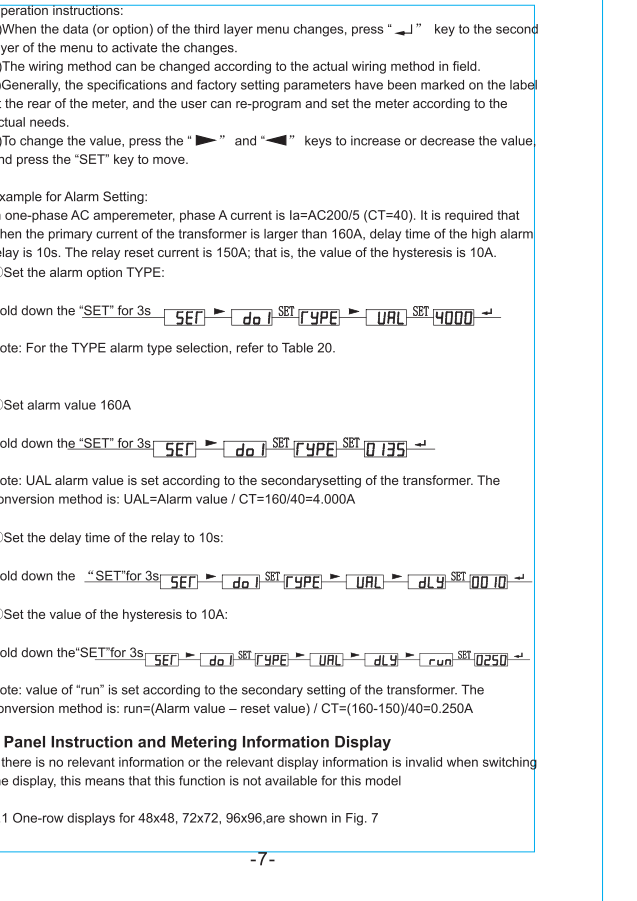 peration instructions:
)When the data (or option) of the third layer menu changes, press “ ↵ ” key to the second
yer of the menu to activate the changes.
)The wiring method can be changed according to the actual wiring method in field.
)Generally, the specifications and factory setting parameters have been marked on the label
t the rear of the meter, and the user can re-program and set the meter according to the
ctual needs.
)To change the value, press the “ ► ” and “ ◄ ” keys to increase or decrease the value,
nd press the “SET” key to move.
xample for Alarm Setting:
one-phase AC amperemeter, phase A current is Ia=AC200/5 (CT=40). It is required that
hen the primary current of the transformer is larger than 160A, delay time of the high alarm
elay is 10s. The relay reset current is 150A; that is, the value of the hysteresis is 10A.
)Set the alarm option TYPE:
old down the “SET” for 3s SET ► do1 SET TYPE ► UAL SET 4000 ↵
ote: For the TYPE alarm type selection, refer to Table 20.
)Set alarm value 160A
old down the “SET” for 3s SET ► do1 SET TYPE SET 0135 ↵
ote: UAL alarm value is set according to the secondarysetting of the transformer. The
onversion method is: UAL=Alarm value / CT=160/40=4.000A
)Set the delay time of the relay to 10s:
old down the “SET”for 3s SET ► do1 SET TYPE ► UAL ► dLY SET 0010 ↵
)Set the value of the hysteresis to 10A:
old down the“SET”for 3s SET ► do1 SET TYPE ► UAL ► dLY ► run SET 0250 ↵
ote: value of “run” is set according to the secondary setting of the transformer. The
onversion method is: run=(Alarm value – reset value) / CT=(160-150)/40=0.250A
Panel Instruction and Metering Information Display
there is no relevant information or the relevant display information is invalid when switching
e display, this means that this function is not available for this model
.1 One-row displays for 48x48, 72x72, 96x96,are shown in Fig. 7
-7-